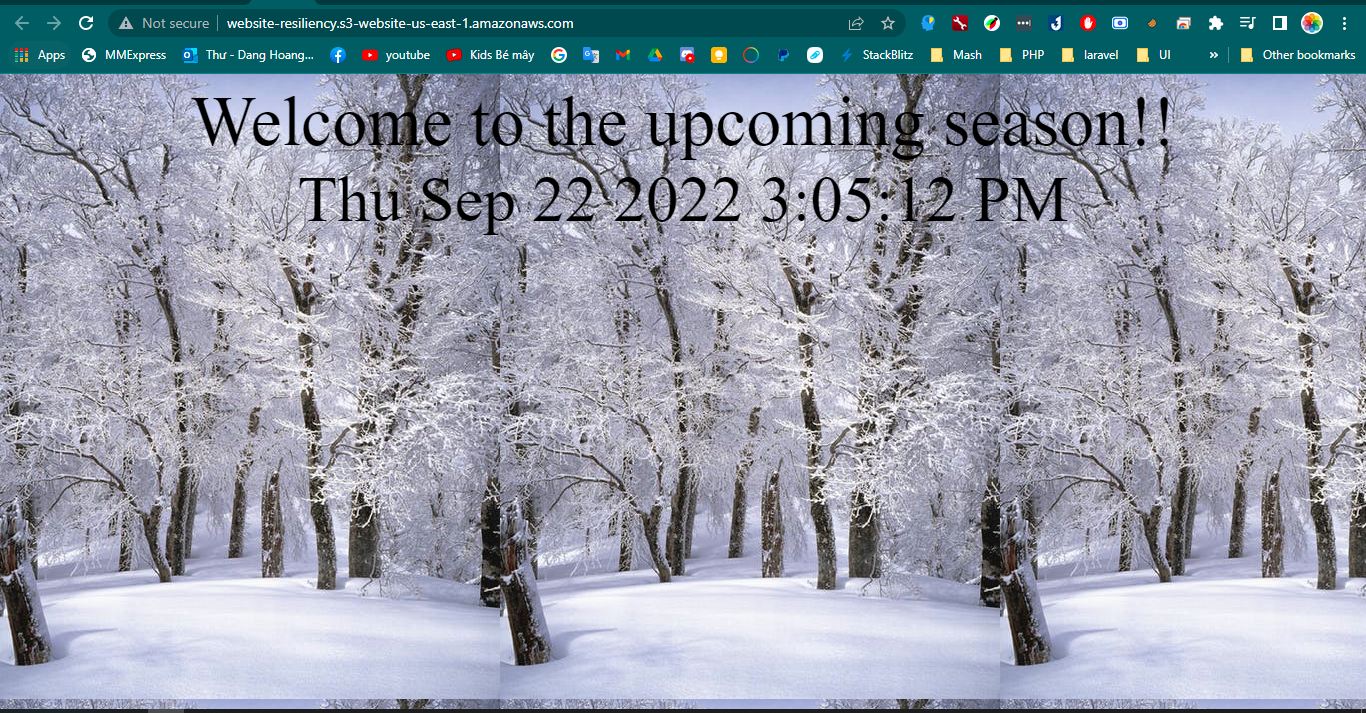 Not secure website-resiliency.s3-website-us-east-1.amazonaws.com
Apps MMExpress Thư - Dang Hoang... youtube Kids Bé mây StackBlitz Mash PHP laravel UI » Other bookmarks
Welcome to the upcoming season!!
Thu Sep 22 2022 3:05:12 PM